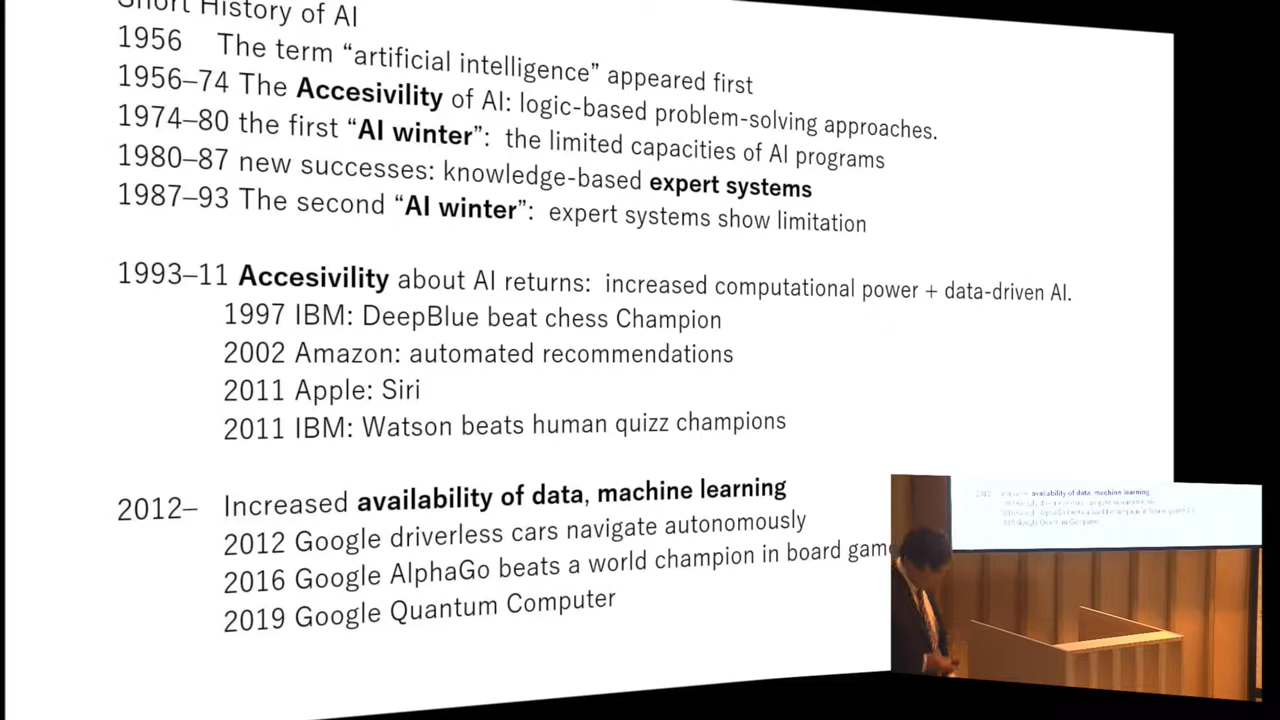 Short History of AI
1956 The term “artificial intelligence” appeared first
1956–74 The Accesivility of AI: logic-based problem-solving approaches.
1974–80 the first “AI winter”: the limited capacities of AI programs
1980–87 new successes: knowledge-based expert systems
1987–93 The second “AI winter”: expert systems show limitation
1993–11 Accesivility about AI returns: increased computational power + data-driven AI.
1997 IBM: DeepBlue beat chess Champion
2002 Amazon: automated recommendations
2011 Apple: Siri
2011 IBM: Watson beats human quizz champions
2012– Increased availability of data, machine learning
2012 Google driverless cars navigate autonomously
2016 Google AlphaGo beats a world champion in board
2019 Google Quantum Computer
availability of data, machine learning